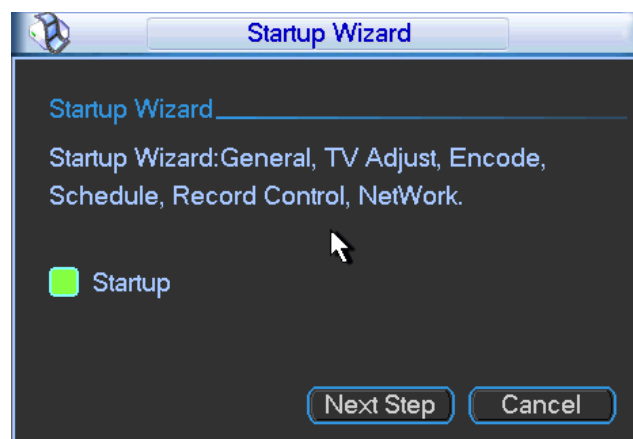 Startup Wizard
Startup Wizard
Startup Wizard:General, TV Adjust, Encode,
Schedule, Record Control, NetWork.
Startup
Next Step Cancel